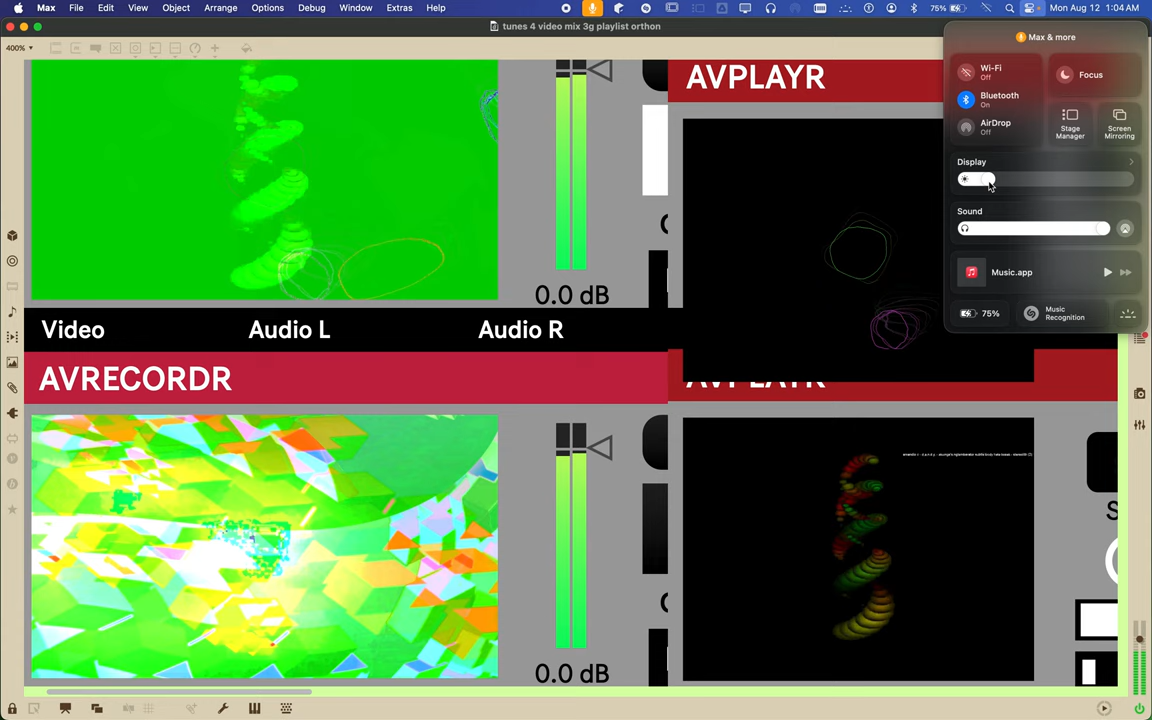 Max File Edit View Object Arrange Options Debug Window Extras Help 75% Mon Aug 12 1:04 AM
tunes 4 video mix 3g playlist orthon
400%
Max & more
Wi-Fi
Off
Bluetooth
On
AirDrop
Off
Focus
Stage
Manager
Screen
Mirroring
Display
Sound
Music.app
75%
Music
Recognition
AVPLAYR
0.0 dB
Video Audio L Audio R
AVRECORDR
AVPLAYR
0.0 dB